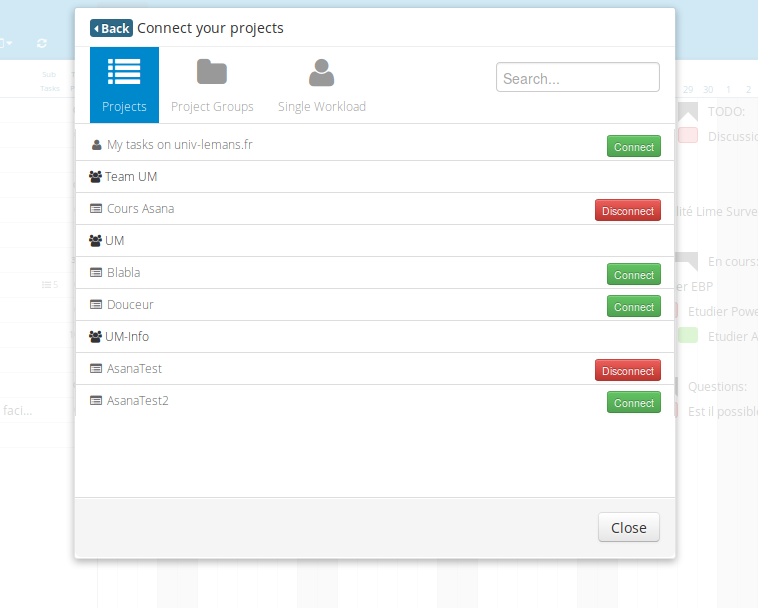 Back Connect your projects
Projects
Project Groups
Single Workload
Search...
My tasks on univ-lemans.fr
Connect
Team UM
Cours Asana
Disconnect
UM
Blabla
Connect
Douceur
Connect
UM-Info
AsanaTest
Disconnect
AsanaTest2
Connect
Close
Sub
Tasks
5
faci...
29 30 1 2
TODO:
Discussio
lité Lime Surve
En cours:
er EBP
Etudier Powe
Etudier A
Questions:
Est il possible